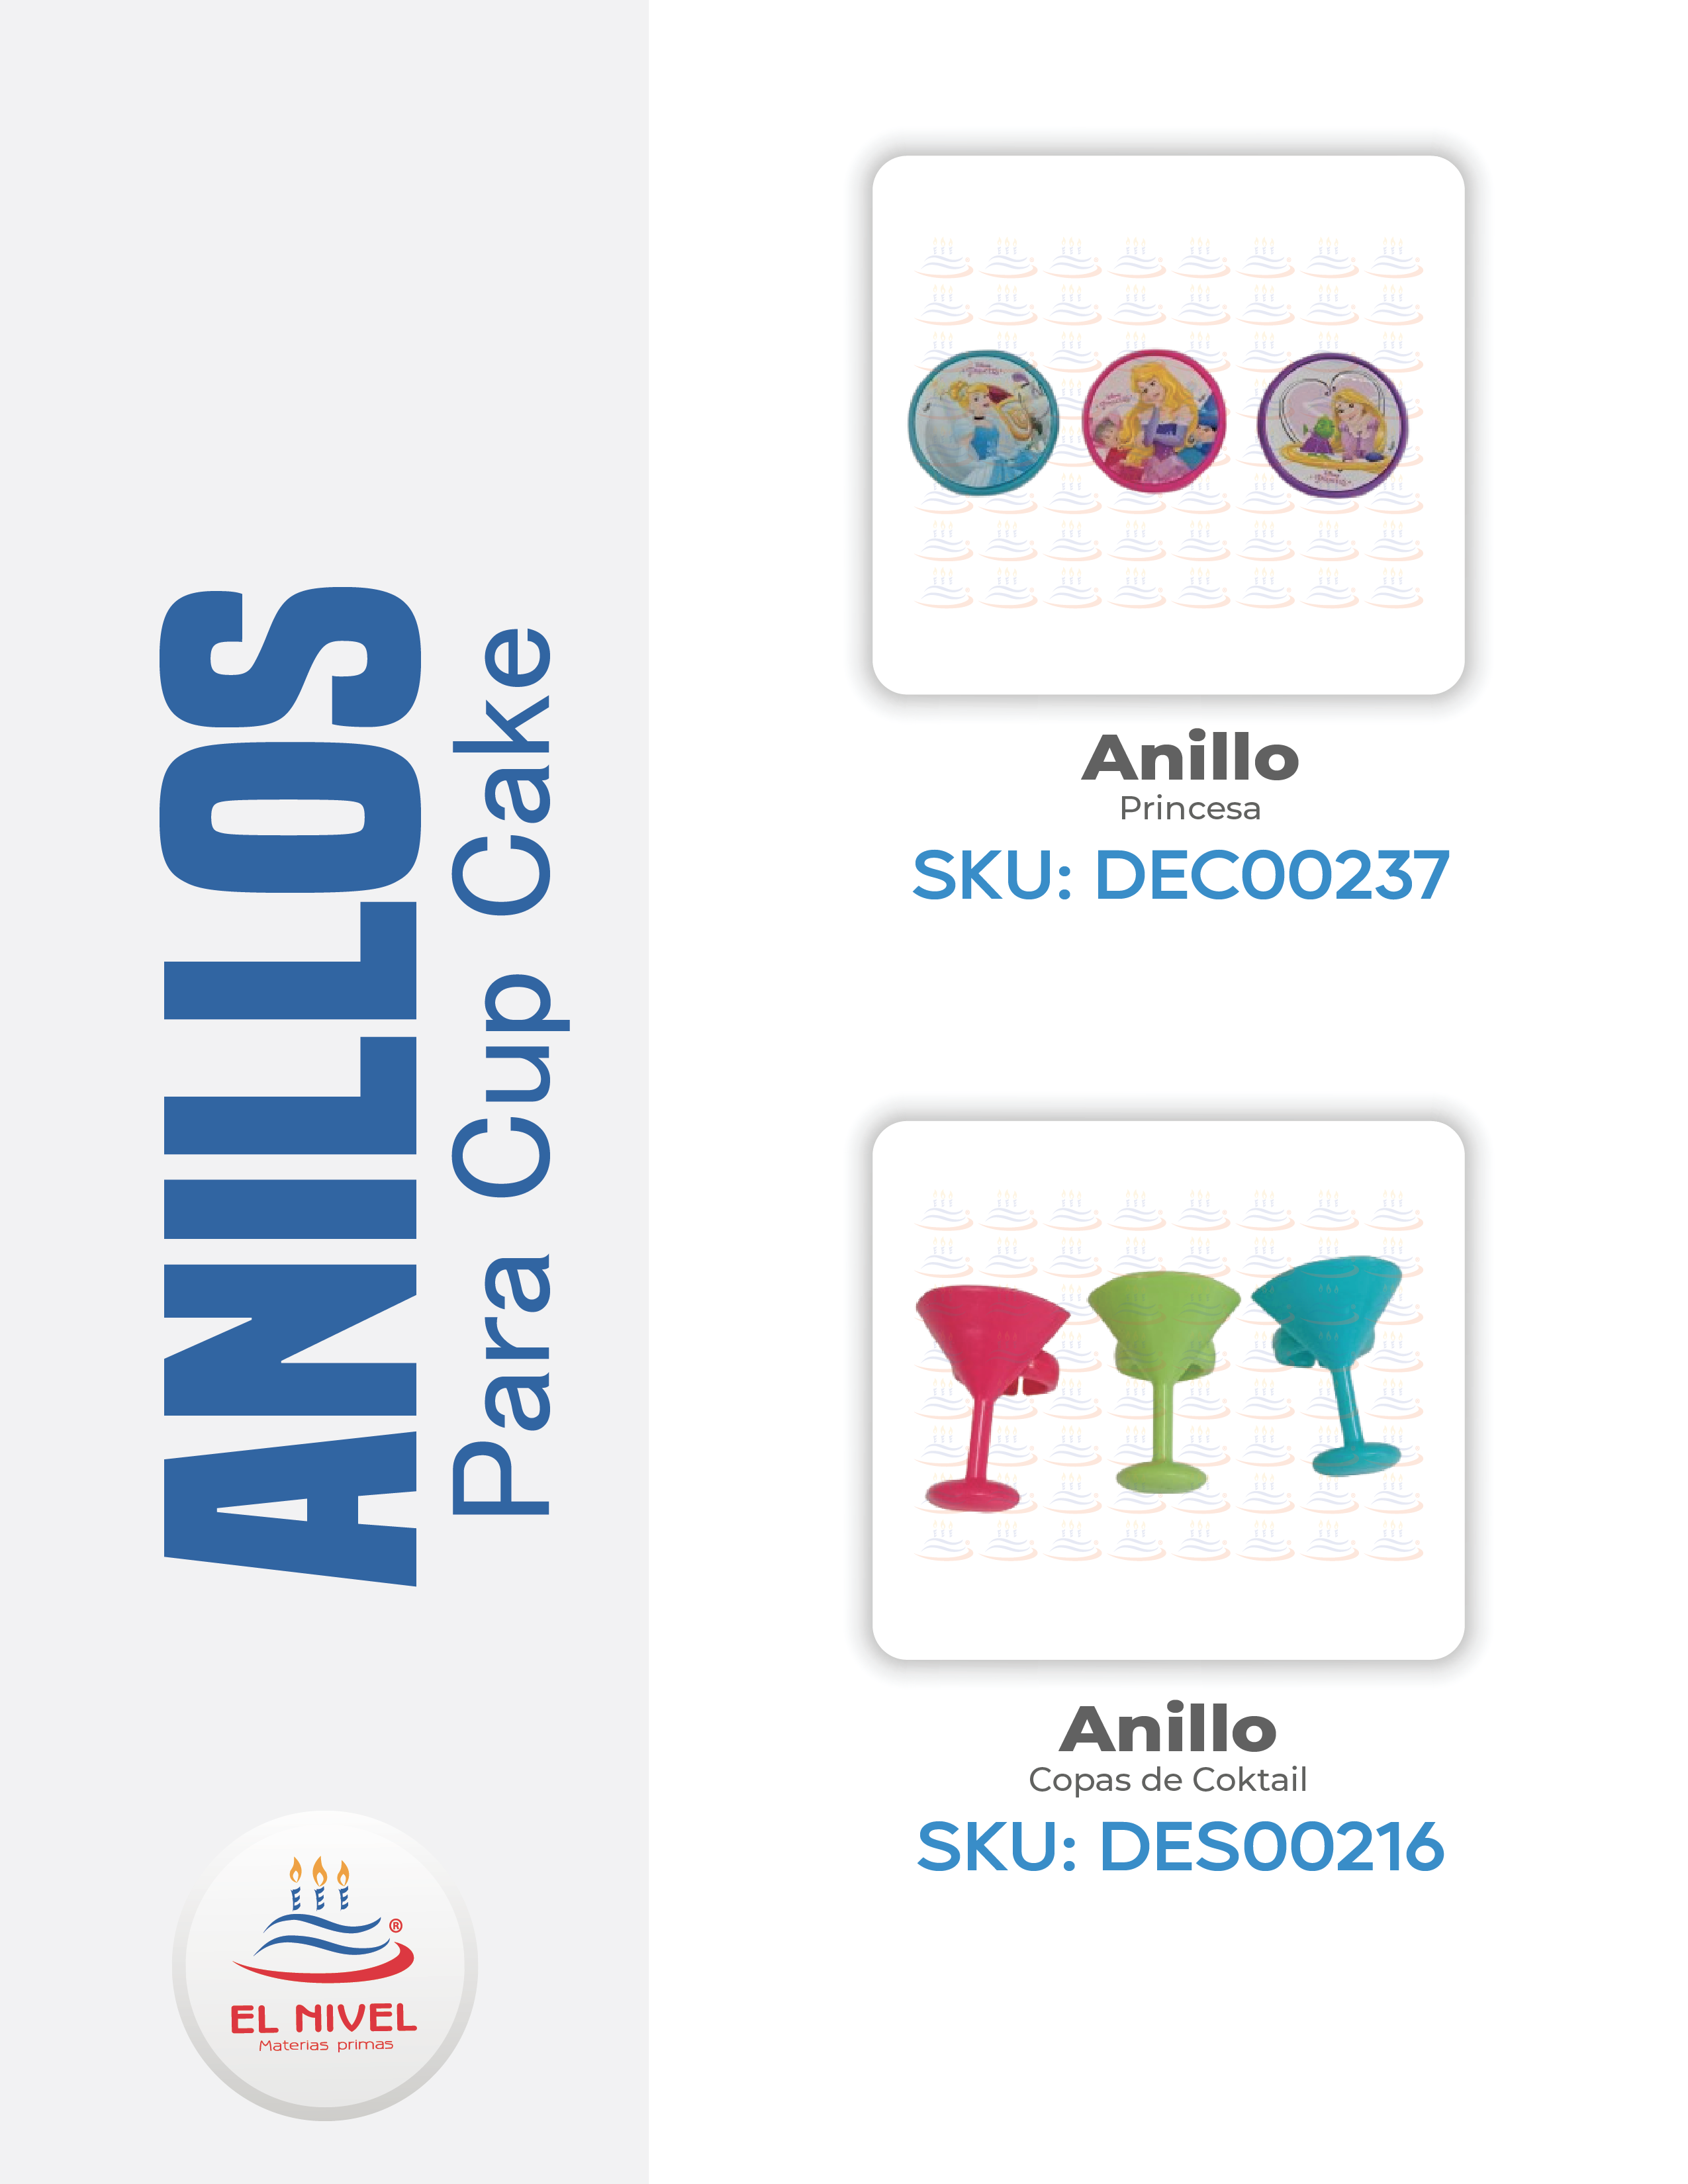 ANILLOS
Para Cup Cake
Anillo
Princesa
SKU: DEC00237
Anillo
Copas de Coktail
SKU: DES00216
®
EL NIVEL
Materias primas